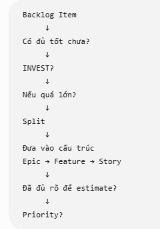 Backlog Item
↓
Có đủ tốt chưa?
↓
INVEST?
↓
Nếu quá lớn?
↓
Split
↓
Đưa vào cấu trúc
Epic → Feature → Story
↓
Đã đủ rõ để estimate?
↓
Priority?